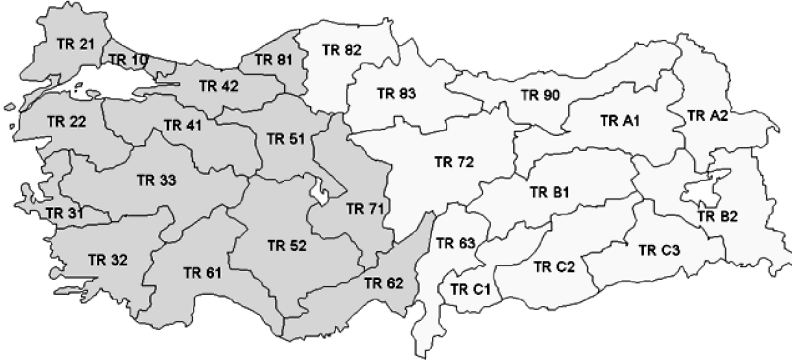 TR 21
TR 10
TR 81
TR 82
TR 42
TR 83
TR 90
TR 22
TR 41
TR 51
TR A1
TR A2
TR 72
TR 33
TR B1
TR 31
TR 71
TR B2
TR 32
TR 61
TR 52
TR 63
TR C3
TR C2
TR 62
TR C1